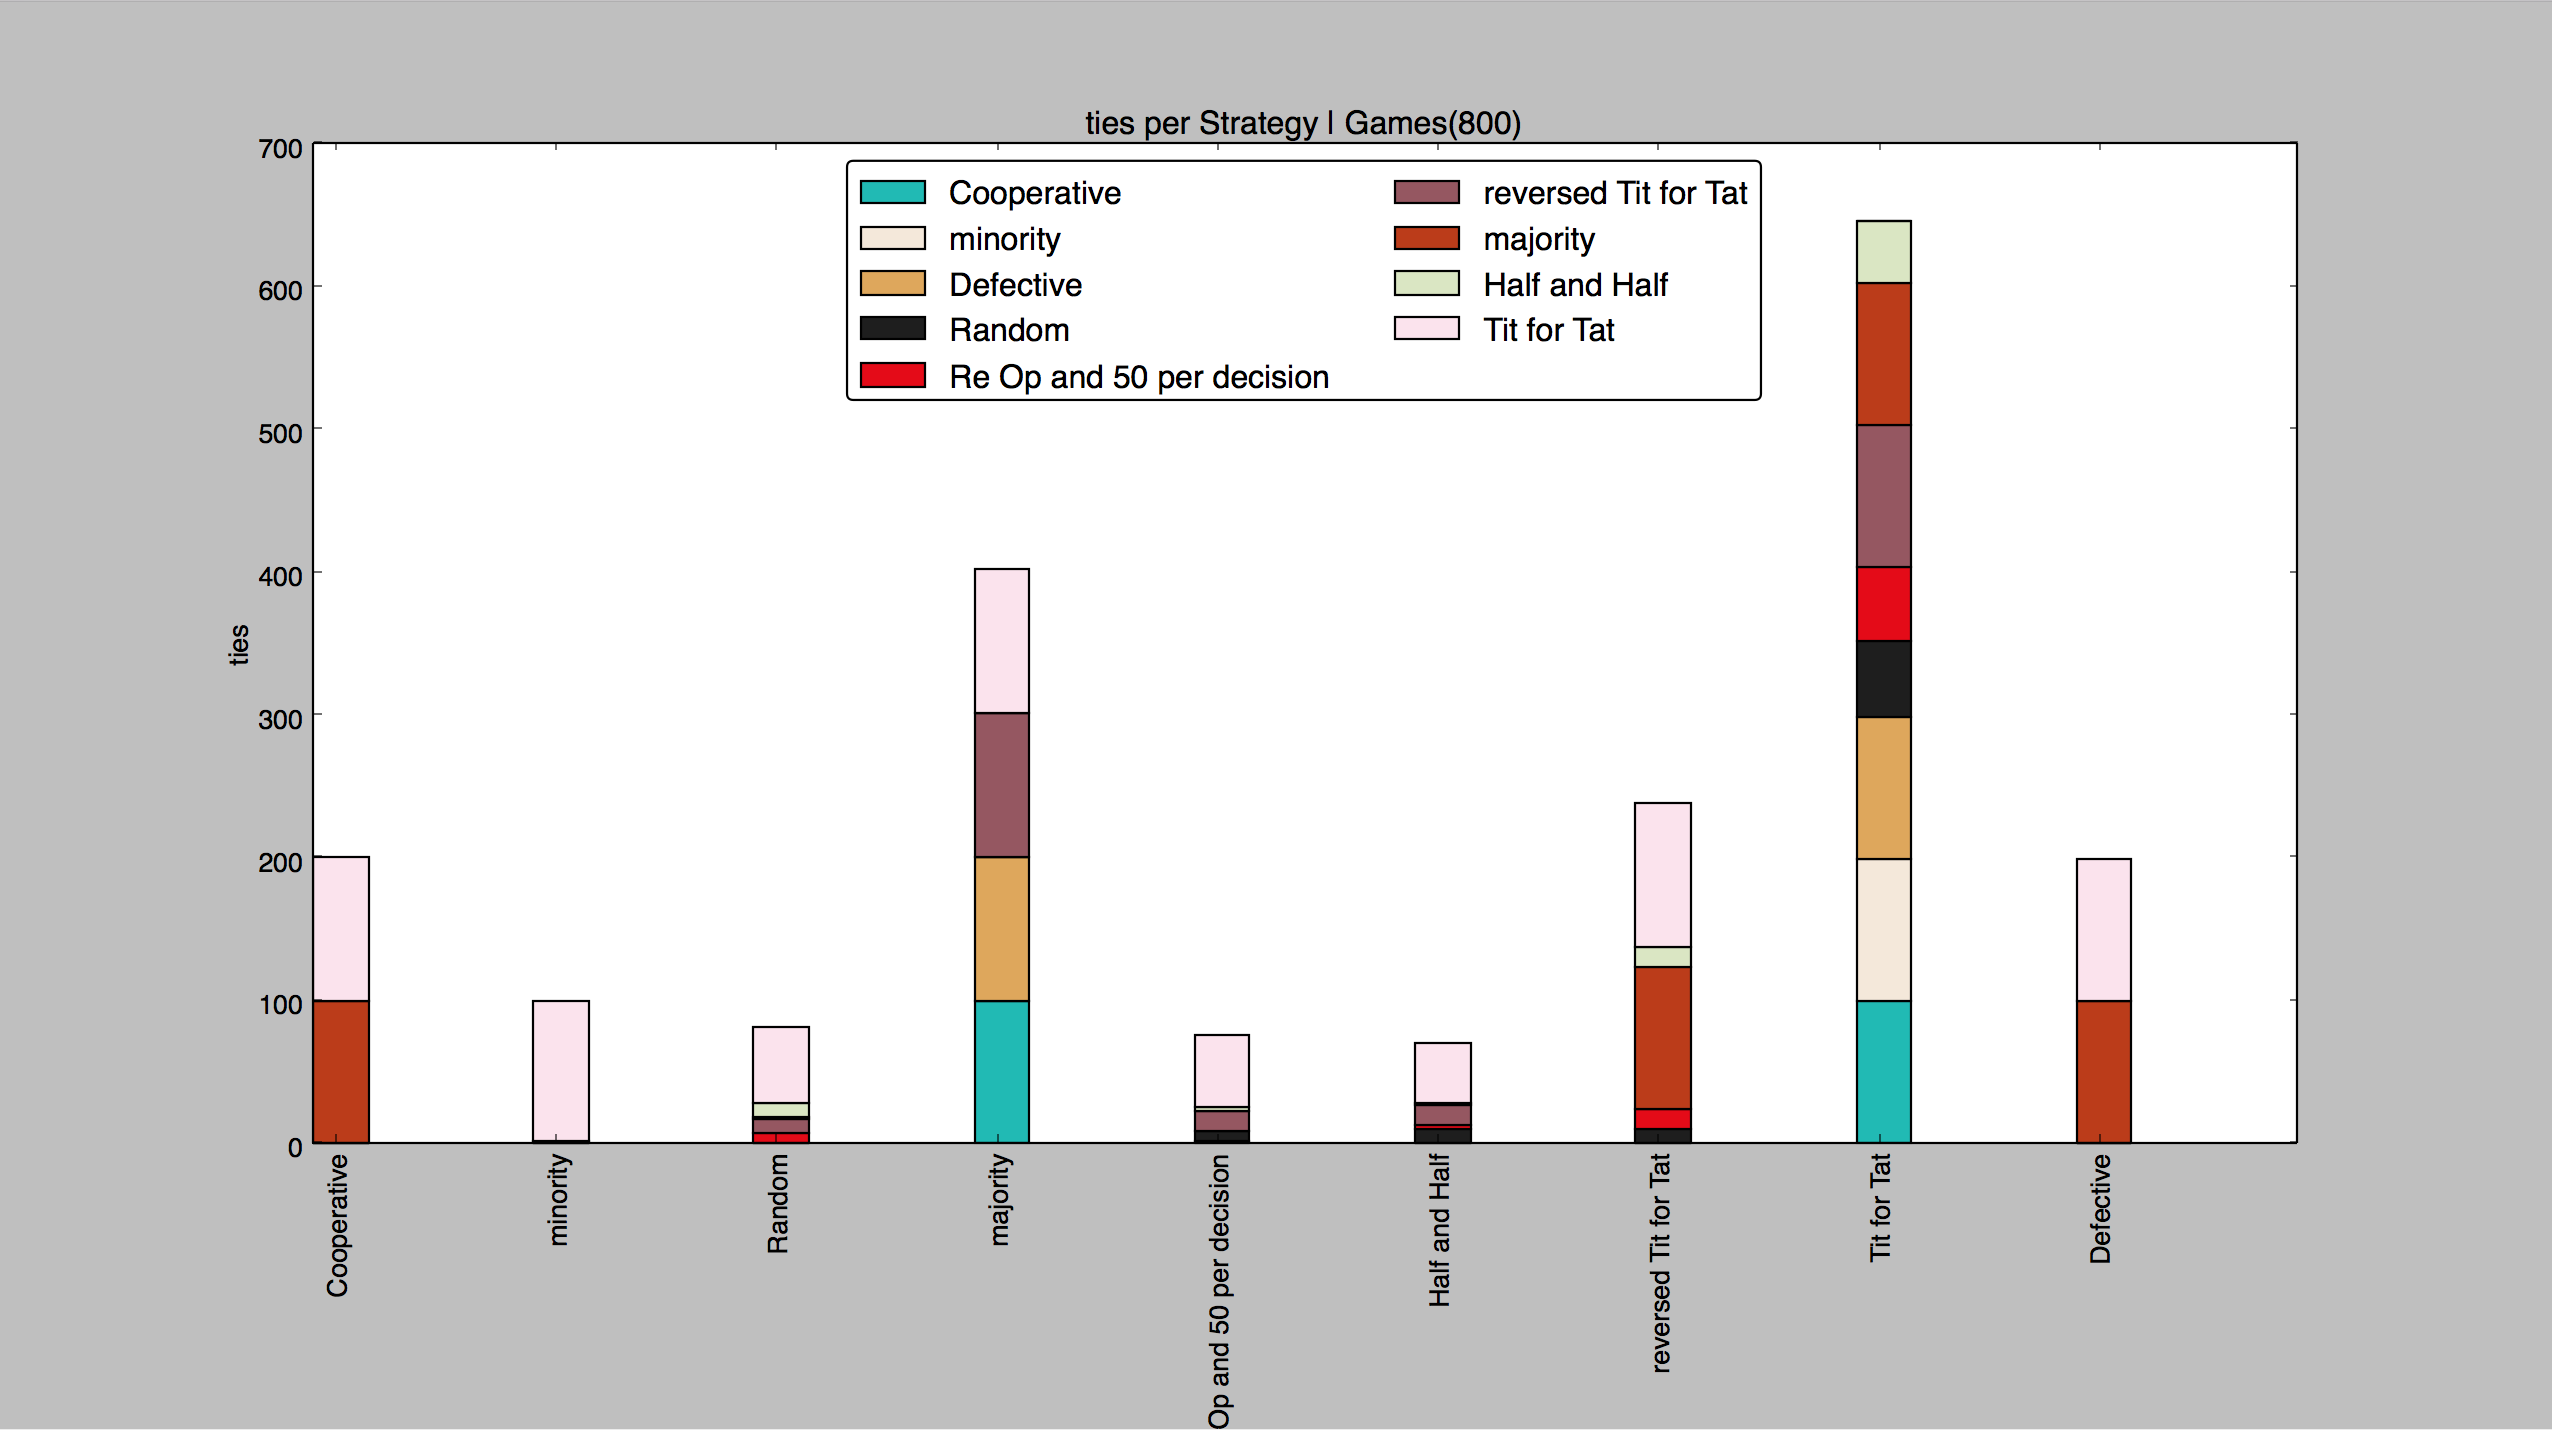 ties per Strategy | Games(800)
Cooperative
minority
Defective
Random
Re Op and 50 per decision
reversed Tit for Tat
majority
Half and Half
Tit for Tat
700
600
500
400
300
200
100
0
ties
Cooperative
minority
Random
majority
Op and 50 per decision
Half and Half
reversed Tit for Tat
Tit for Tat
Defective